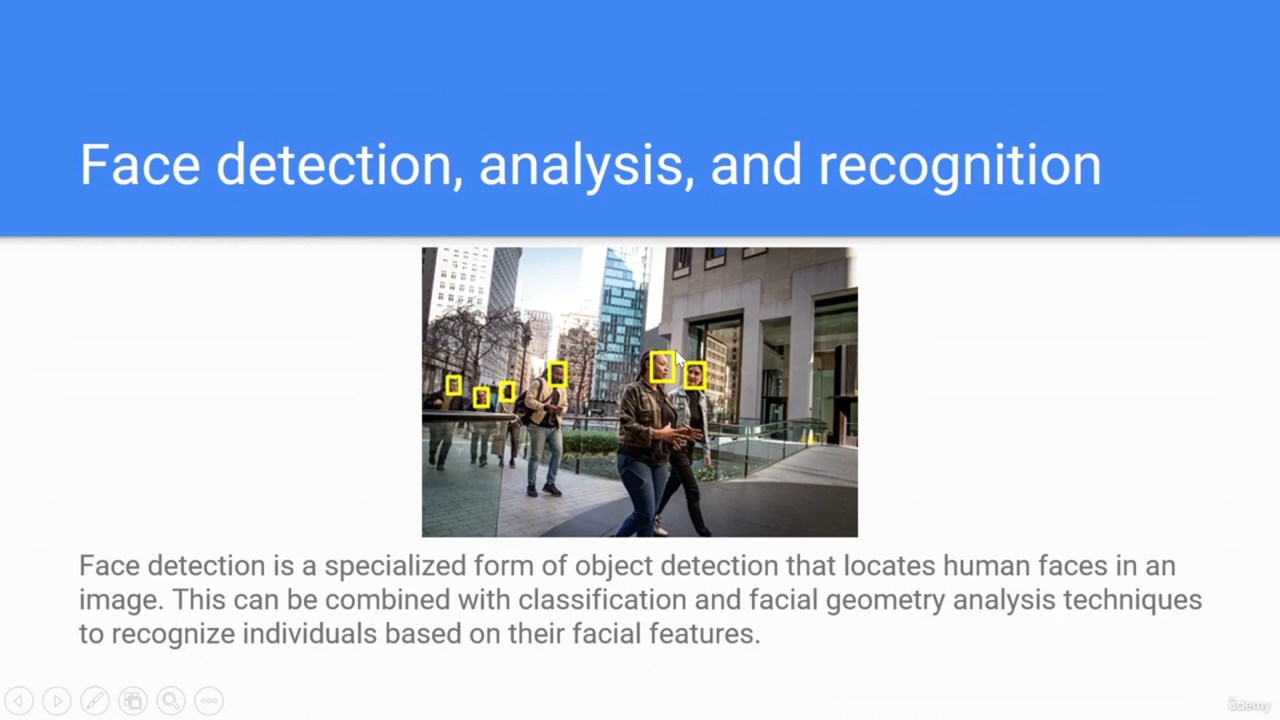 Face detection, analysis, and recognition
Face detection is a specialized form of object detection that locates human faces in an
image. This can be combined with classification and facial geometry analysis techniques
to recognize individuals based on their facial features.
ûdemy